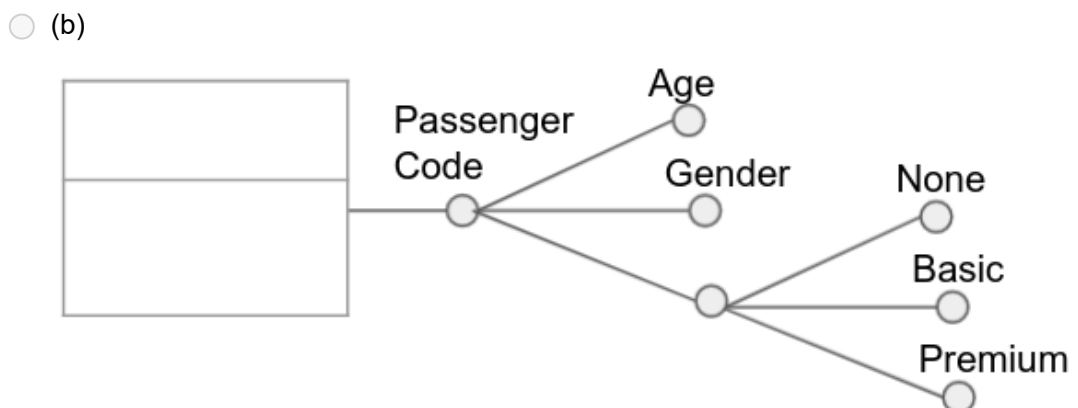 (b)
Passenger
Code
Age
Gender
None
Basic
Premium